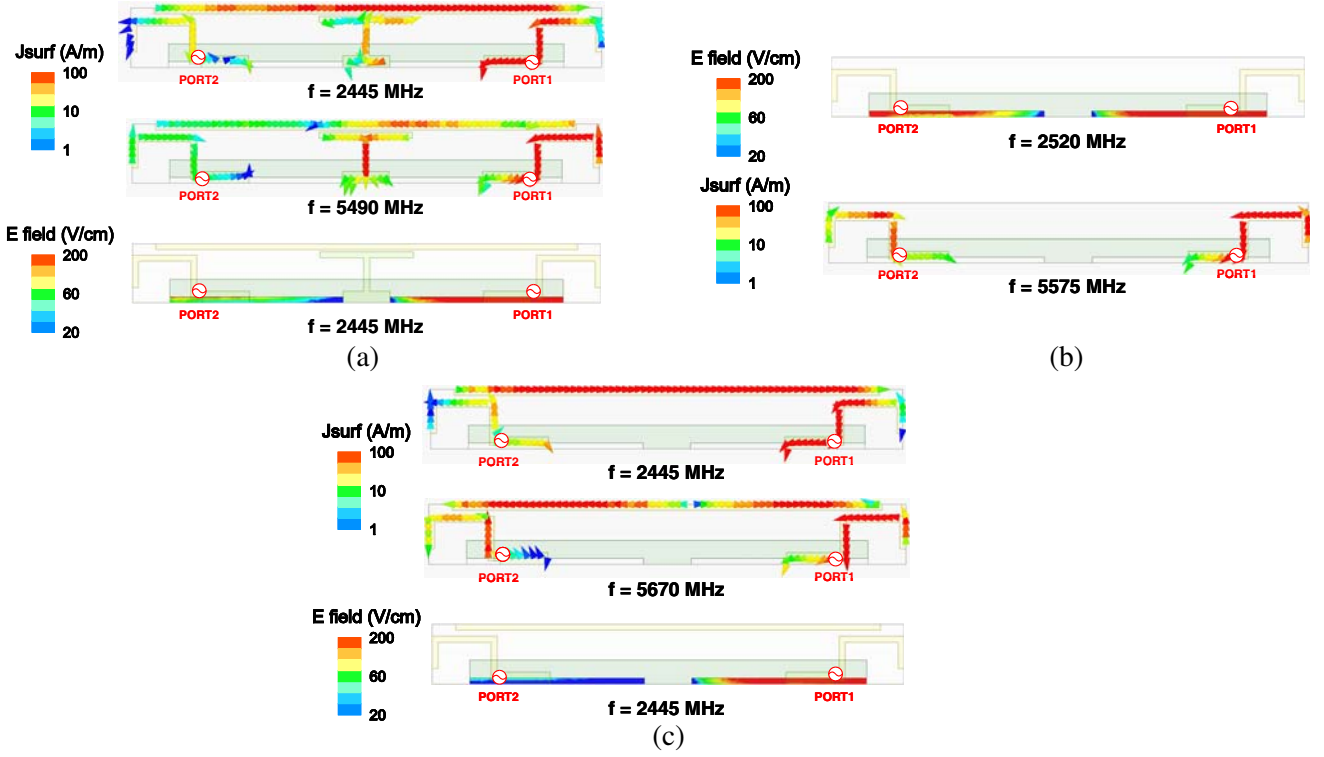 Jsurf (A/m)
100
10
1
PORT2
PORT1
f = 2445 MHz
PORT2
PORT1
f = 5490 MHz
E field (V/cm)
200
60
20
PORT2
PORT1
f = 2445 MHz
(a)
E field (V/cm)
200
60
20
PORT2
PORT1
f = 2520 MHz
Jsurf (A/m)
100
10
1
PORT2
PORT1
f = 5575 MHz
(b)
Jsurf (A/m)
100
10
1
PORT2
PORT1
f = 2445 MHz
PORT2
PORT1
f = 5670 MHz
E field (V/cm)
200
60
20
PORT2
PORT1
f = 2445 MHz
(c)